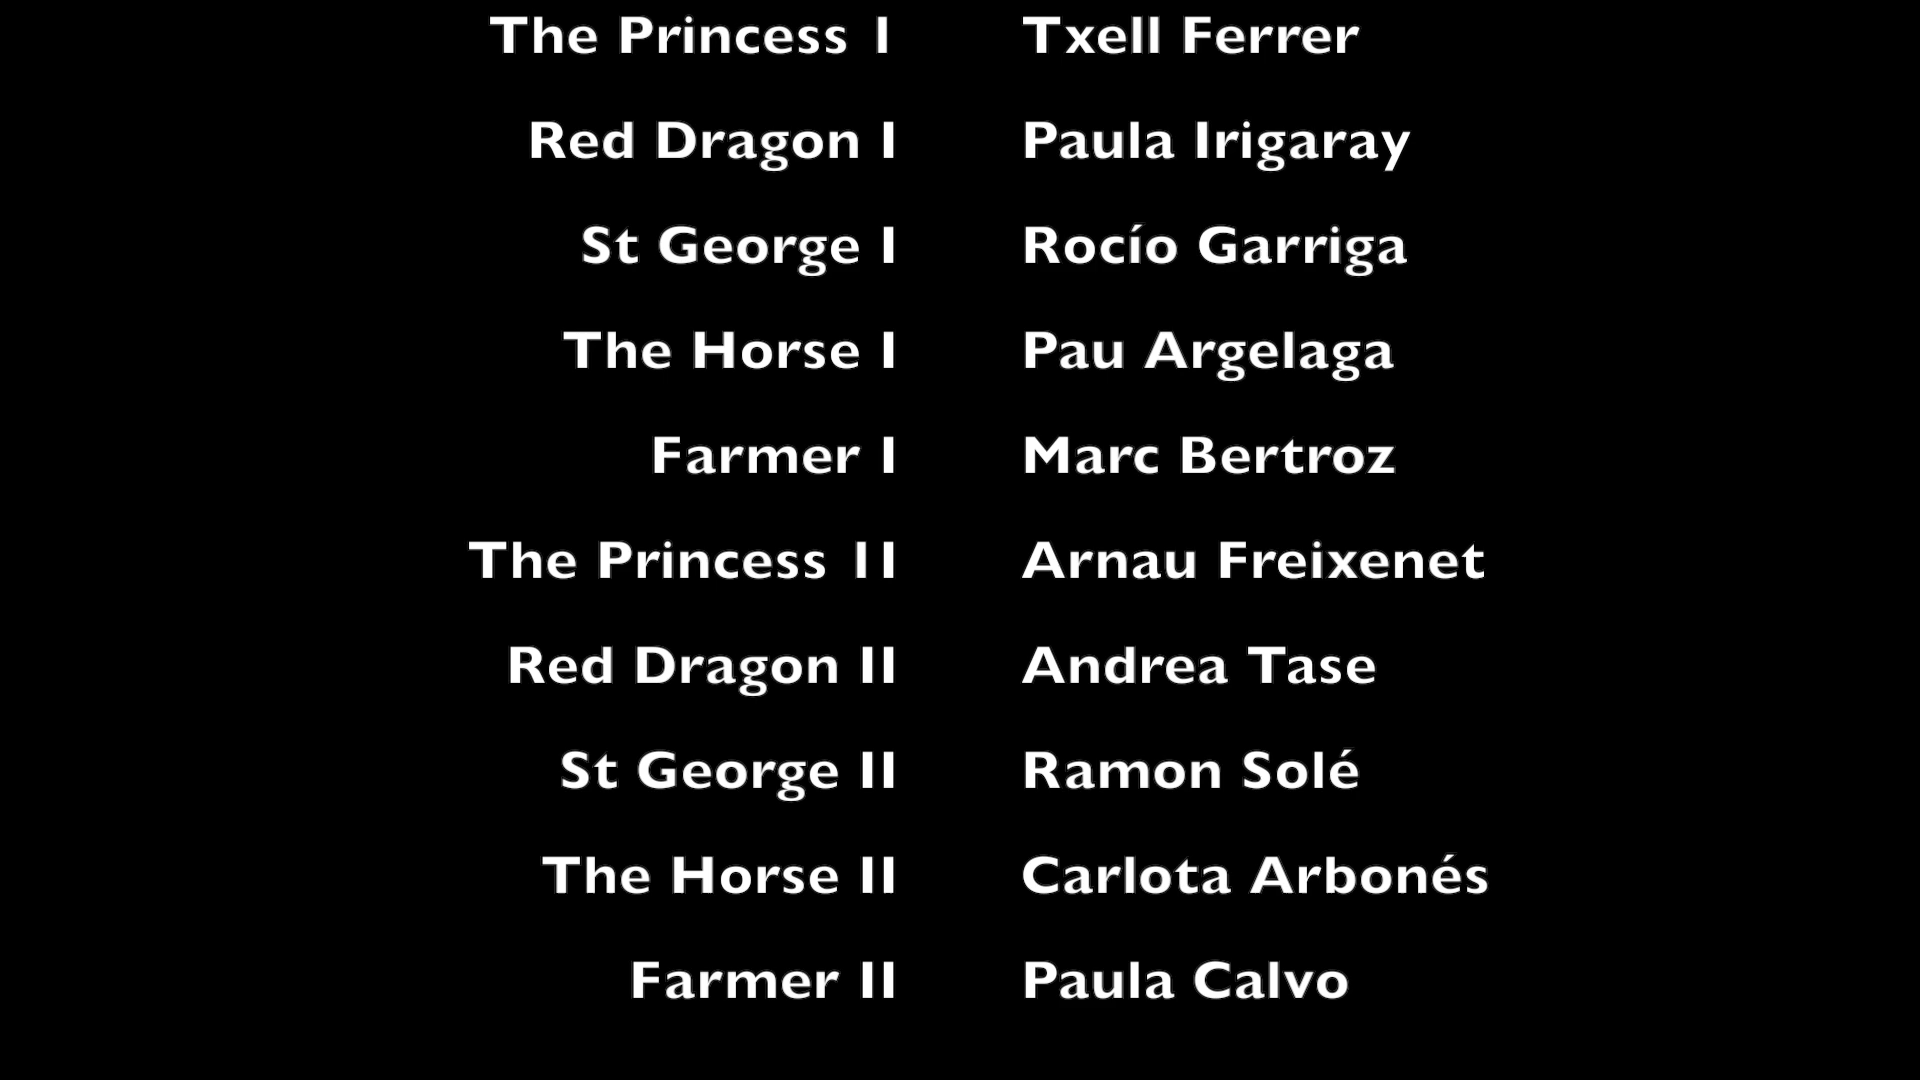 The Princess 1 Txell Ferrer
Red Dragon I Paula Irigaray
St George I Rocío Garriga
The Horse I Pau Argelaga
Farmer I Marc Bertroz
The Princess 1I Arnau Freixenet
Red Dragon II Andrea Tase
St George II Ramon Solé
The Horse II Carlota Arbonés
Farmer II Paula Calvo